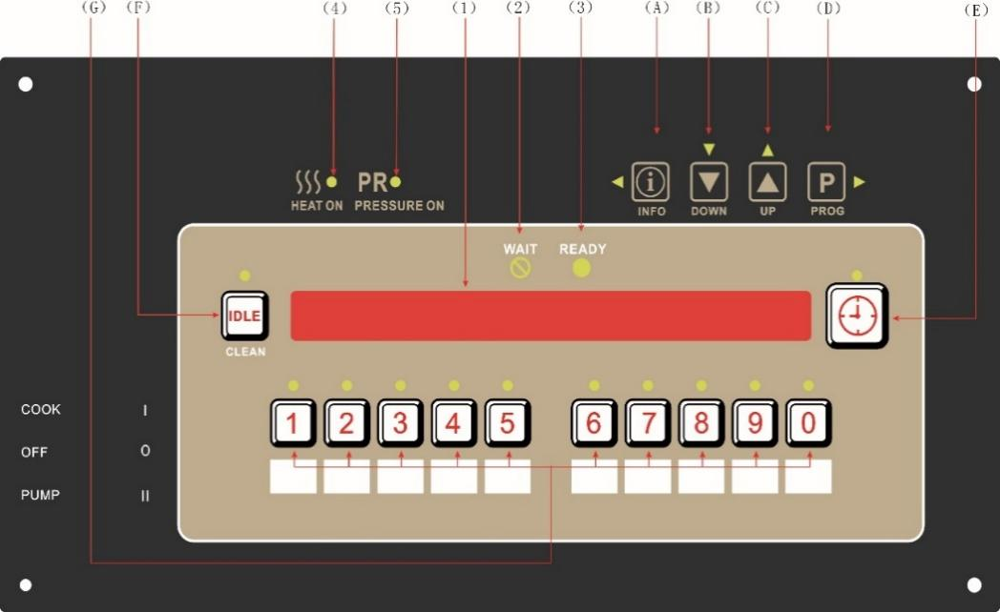 (G) (F) (4) (5) (1) (2) (3) (A) (B) (C) (D) (E)
PR P
HEAT ON PRESSURE ON INFO DOWN UP PROG
WAIT READY
IDLE
CLEAN
COOK I
1 2 3 4 5 6 7 8 9 0
OFF O
PUMP II